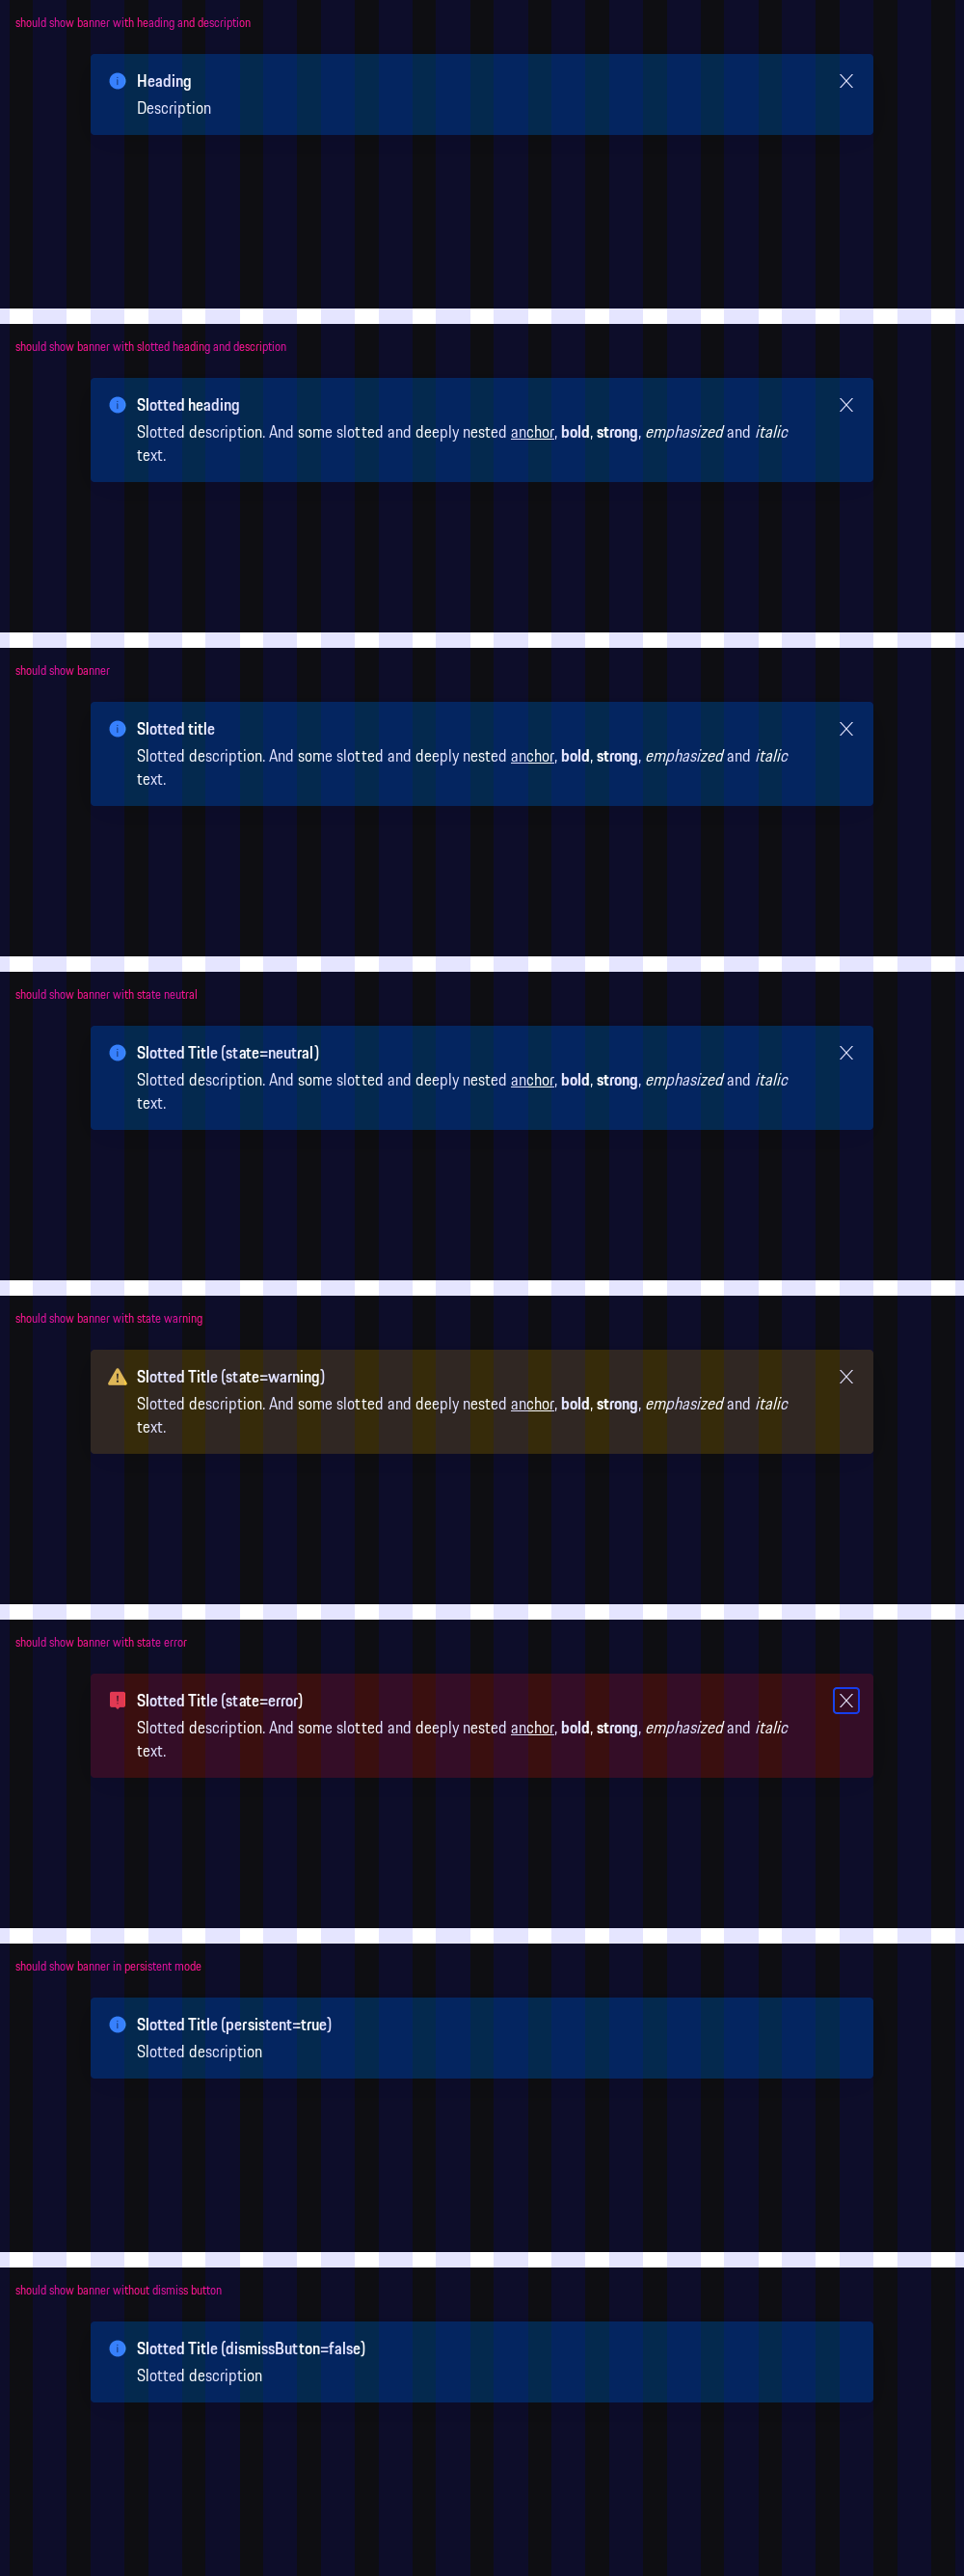 should show banner with heading and description
Heading
Description
should show banner with slotted heading and description
Slotted heading
Slotted description. And some slotted and deeply nested anchor, bold, strong, emphasized and italic
text.
should show banner
Slotted title
Slotted description. And some slotted and deeply nested anchor, bold, strong, emphasized and italic
text.
should show banner with state neutral
Slotted Title (state=neutral)
Slotted description. And some slotted and deeply nested anchor, bold, strong, emphasized and italic
text.
should show banner with state warning
Slotted Title (state=warning)
Slotted description. And some slotted and deeply nested anchor, bold, strong, emphasized and italic
text.
should show banner with state error
Slotted Title (state=error)
Slotted description. And some slotted and deeply nested anchor, bold, strong, emphasized and italic
text.
should show banner in persistent mode
Slotted Title (persistent=true)
Slotted description
should show banner without dismiss button
Slotted Title (dismissButton=false)
Slotted description